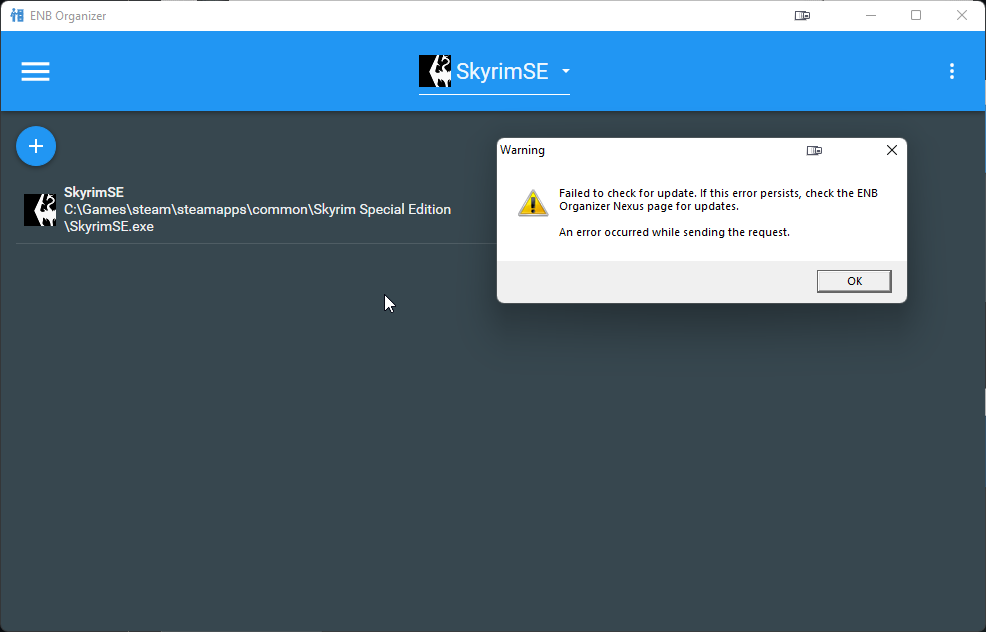 ENB Organizer
SkyrimSE
Warning
Failed to check for update. If this error persists, check the ENB
Organizer Nexus page for updates.
An error occurred while sending the request.
OK
SkyrimSE
C:\Games\steam\steamapps\common\Skyrim Special Edition
\SkyrimSE.exe